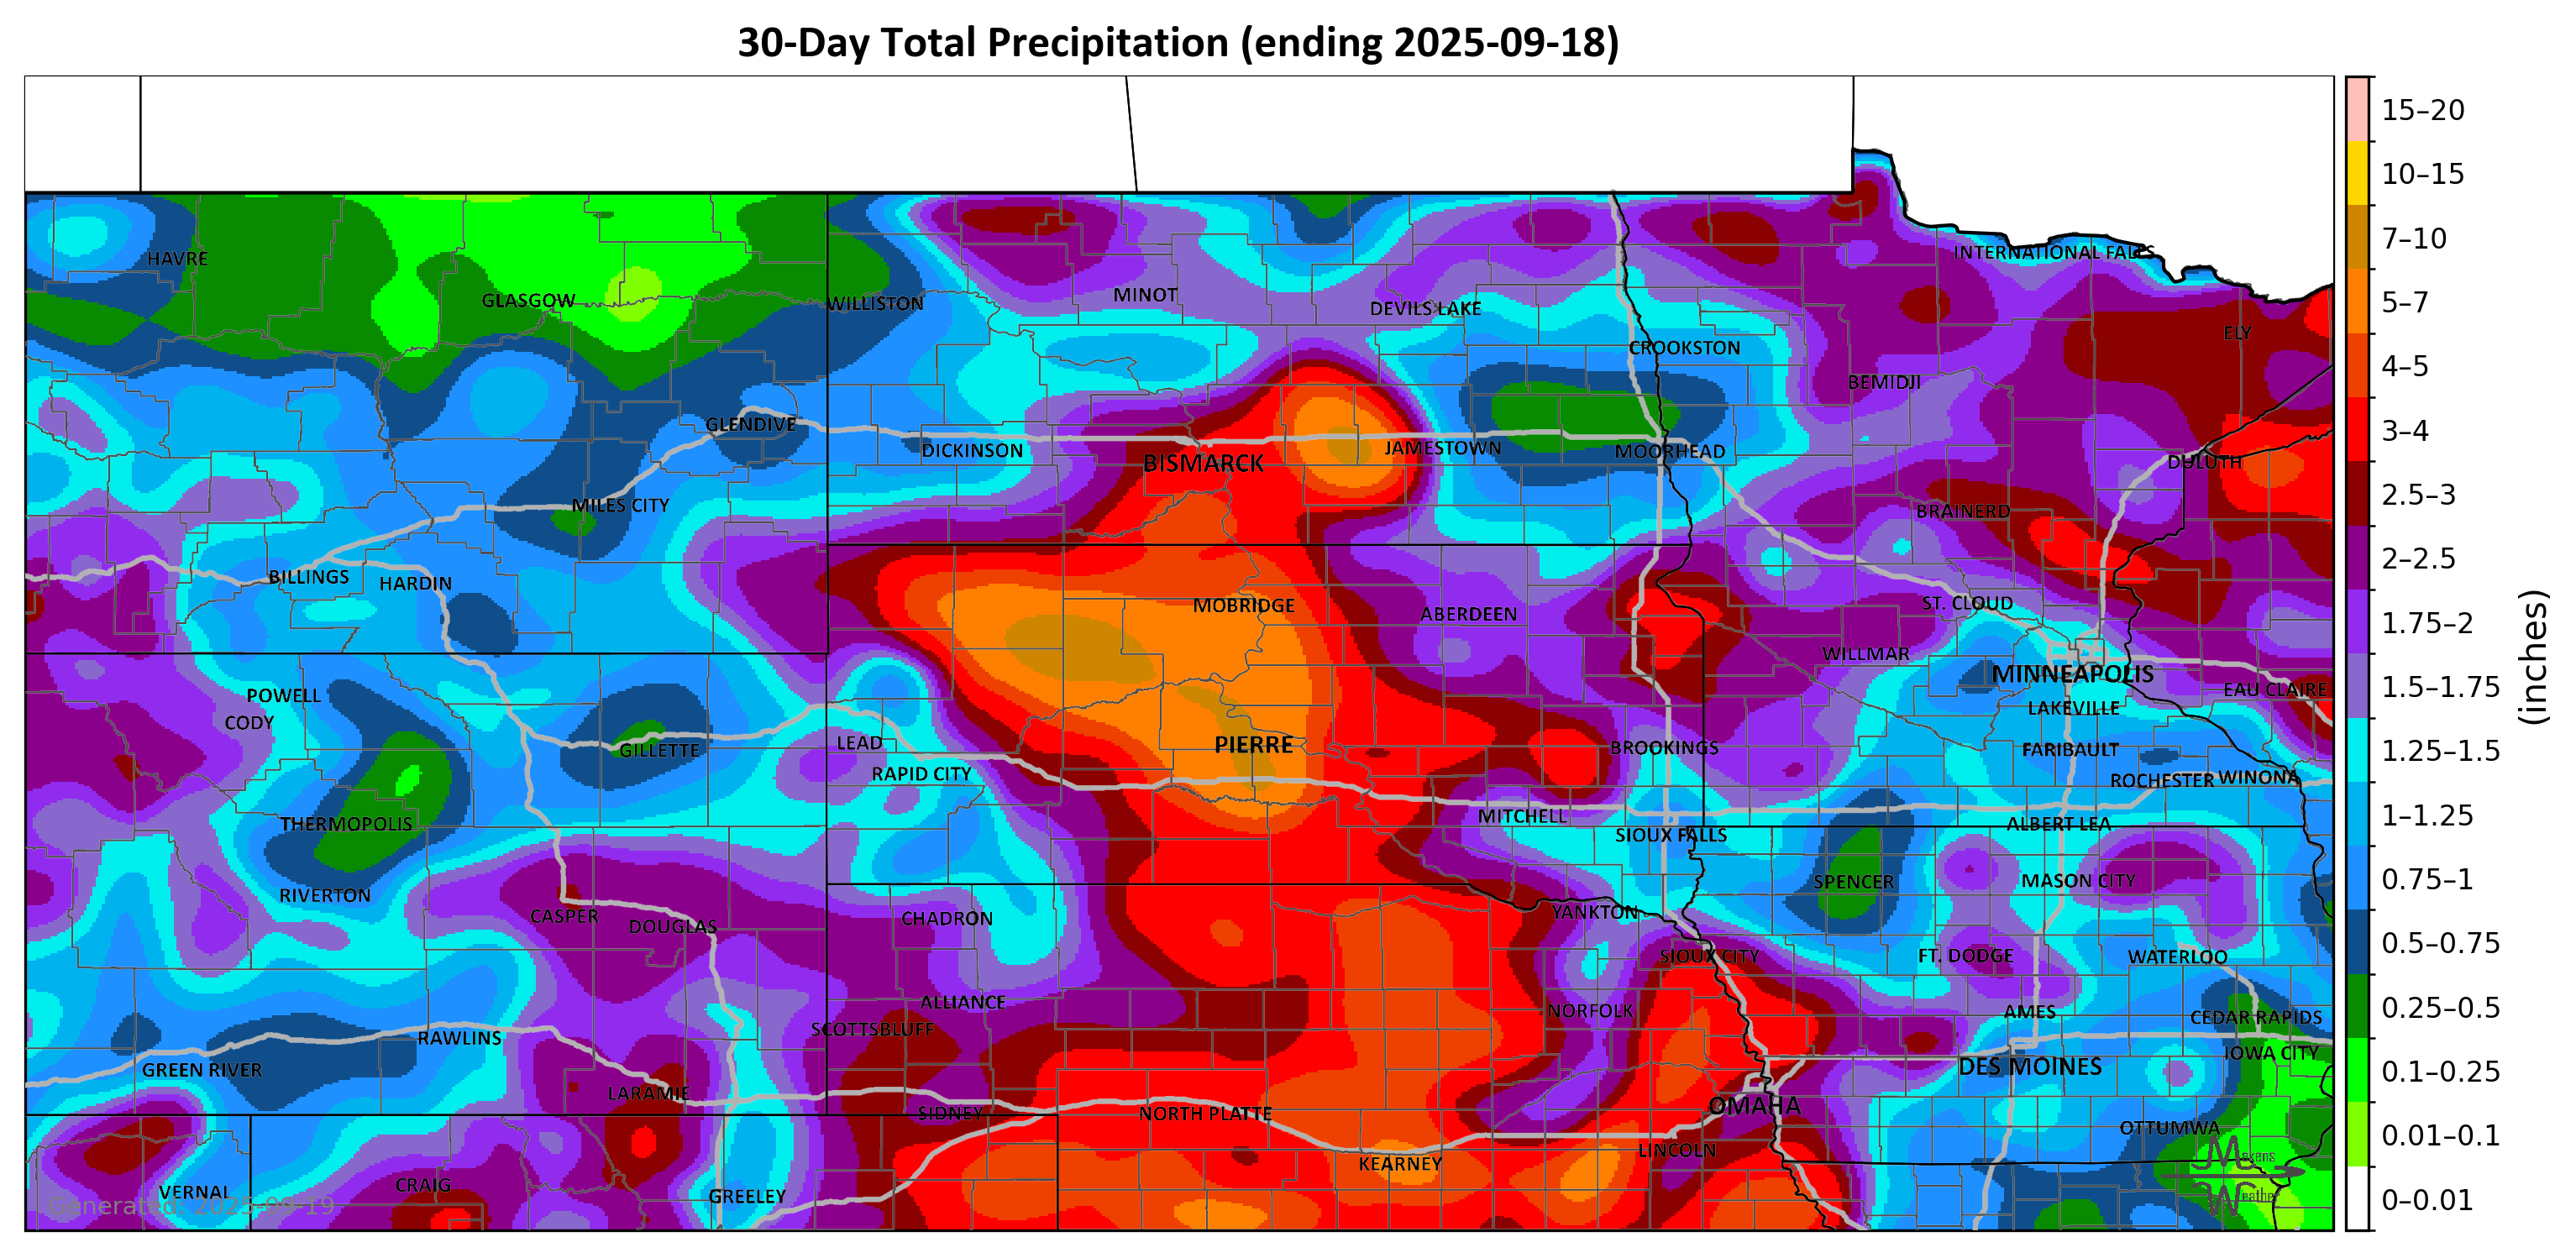 30-Day Total Precipitation (ending 2025-09-18)
15–20
10–15
7–10
5–7
4–5
3–4
2.5–3
2–2.5
1.75–2
1.5–1.75
1.25–1.5
1–1.25
0.75–1
0.5–0.75
0.25–0.5
0.1–0.25
0.01–0.1
0–0.01
(inches)
INTERNATIONAL FALLS
HAVRE
GLASGOW
WILLISTON
MINOT
DEVILS LAKE
ELY
CROOKSTON
BEMIDJI
GLENDIVE
DICKINSON
BISMARCK
JAMESTOWN
MOORHEAD
DULUTH
MILES CITY
BRAINERD
BILLINGS
HARDIN
MOBRIDGE
ABERDEEN
ST. CLOUD
WILLMAR
MINNEAPOLIS
POWELL
EAU CLAIRE
CODY
LAKEVILLE
GILLETTE
LEAD
PIERRE
BROOKINGS
FARIBAULT
RAPID CITY
ROCHESTER
WINONA
THERMOPOLIS
MITCHELL
SIOUX FALLS
ALBERT LEA
RIVERTON
SPENCER
MASON CITY
CASPER
DOUGLAS
CHADRON
YANKTON
SIOUX CITY
FT. DODGE
WATERLOO
ALLIANCE
NORFOLK
AMES
CEDAR RAPIDS
SCOTTSBLUFF
RAWLINS
IOWA CITY
GREEN RIVER
DES MOINES
LARAMIE
SIDNEY
NORTH PLATTE
OMAHA
OTTUMWA
LINCOLN
KEARNEY
VERNAL
CRAIG
GREELEY
Makens
Weather
Generated: 2025-09-19